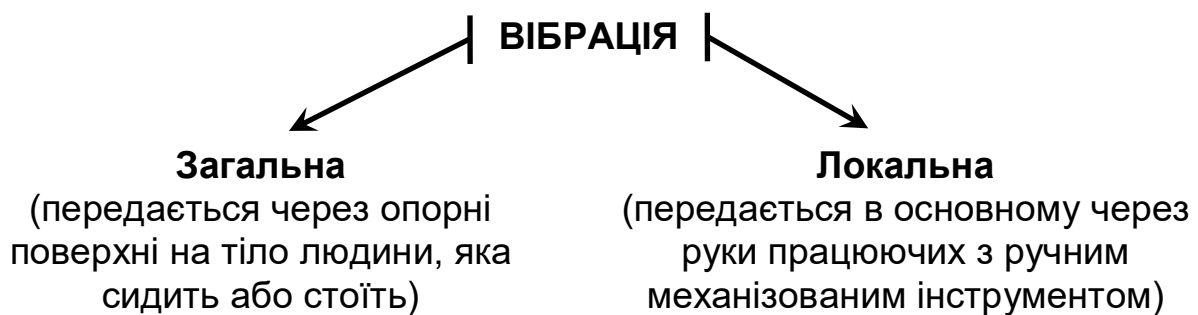 ВІБРАЦІЯ
Загальна
(передається через опорні
поверхні на тіло людини, яка
сидить або стоїть)
Локальна
(передається в основному через
руки працюючих з ручним
механізованим інструментом)